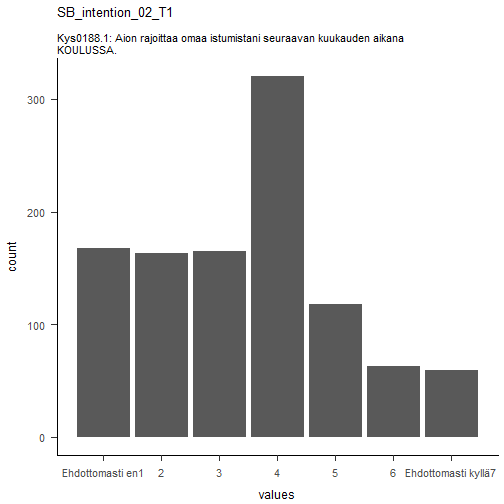 SB_intention_02_T1
Kys0188.1: Aion rajoittaa omaa istumistani seuraavan kuukauden aikana
KOULUSSA.
300
200
100
0
count
Ehdottomasti en1 2 3 4 5 6 Ehdottomasti kyllä7
values